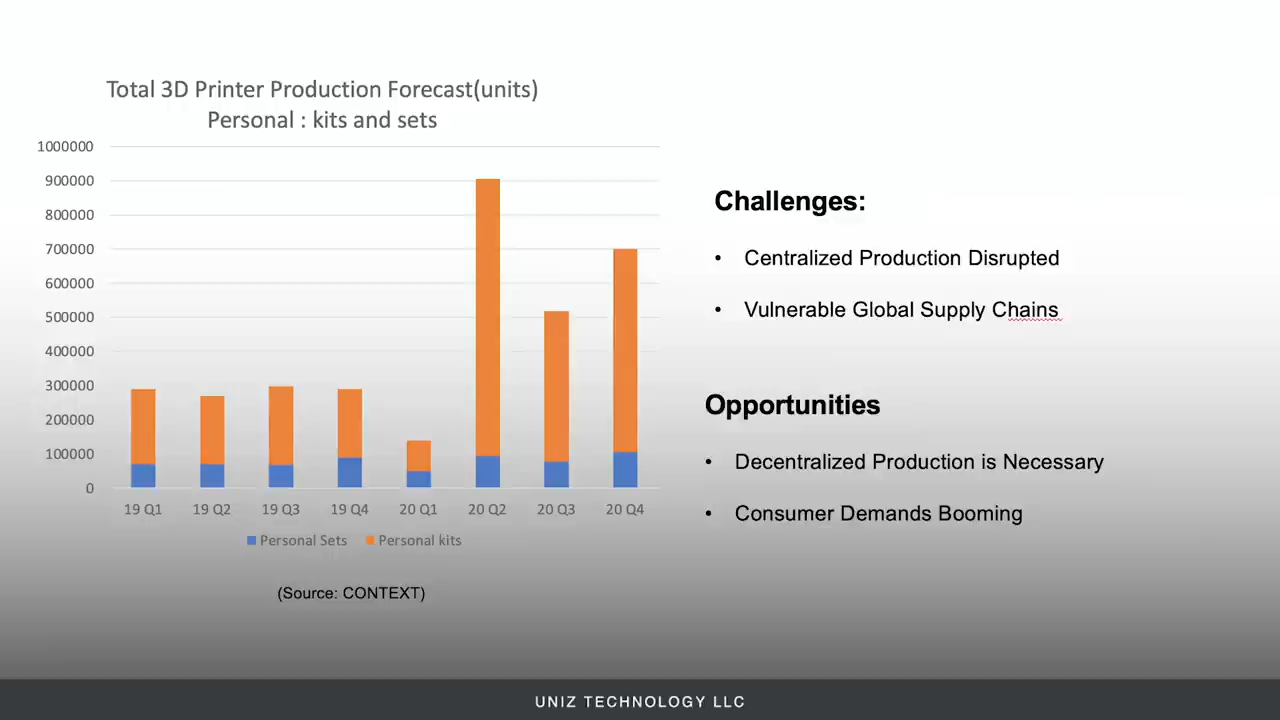 Total 3D Printer Production Forecast(units)
Personal : kits and sets
1000000
900000
800000
700000
600000
500000
400000
300000
200000
100000
0
19 Q1 19 Q2 19 Q3 19 Q4 20 Q1 20 Q2 20 Q3 20 Q4
Personal Sets Personal kits
(Source: CONTEXT)
Challenges:
• Centralized Production Disrupted
• Vulnerable Global Supply Chains
Opportunities
• Decentralized Production is Necessary
• Consumer Demands Booming
UNIZ TECHNOLOGY LLC